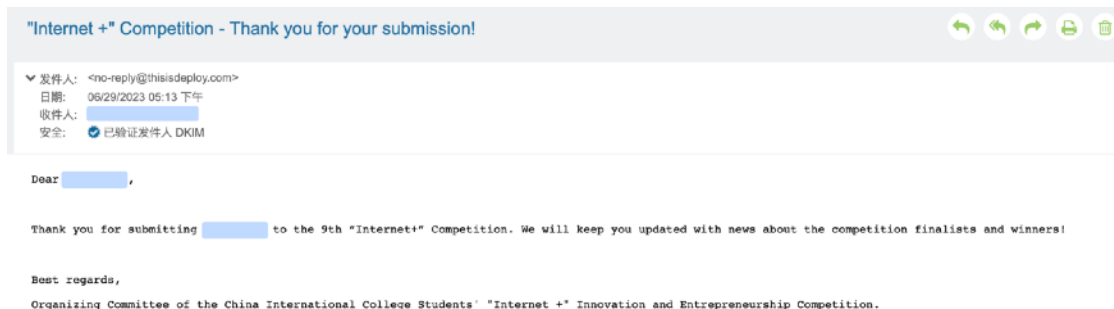 "Internet +" Competition - Thank you for your submission!
发件人: <no-reply@thisisdeploy.com>
日期: 06/29/2023 05:13 下午
收件人:
安全: 已验证发件人 DKIM
Dear ,
Thank you for submitting to the 9th "Internet+" Competition. We will keep you updated with news about the competition finalists and winners!
Best regards,
Organizing Committee of the China International College Students' "Internet +" Innovation and Entrepreneurship Competition.